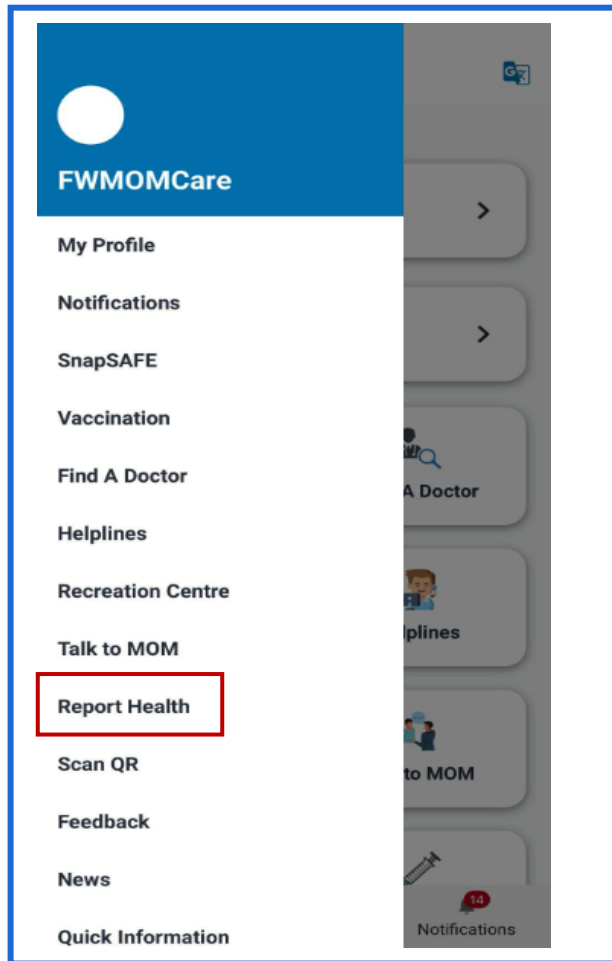 FWMOMCare
My Profile
Notifications
SnapSAFE
Vaccination
Find A Doctor
A Doctor
Helplines
Recreation Centre
lplines
Talk to MOM
Report Health
Scan QR
to MOM
Feedback
News
14
Quick Information
Notifications